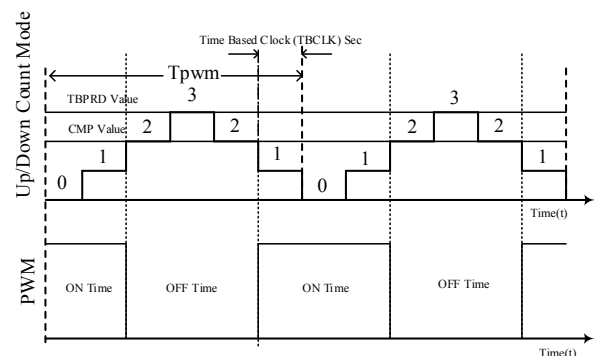 Time Based Clock (TBCLK) Sec
Up/Down Count Mode
Tpwm
TBPRD Value
3
3
CMP Value
2
2
2
2
1
1
1
1
0
0
Time(t)
PWM
ON Time
OFF Time
ON Time
OFF Time
Time(t)